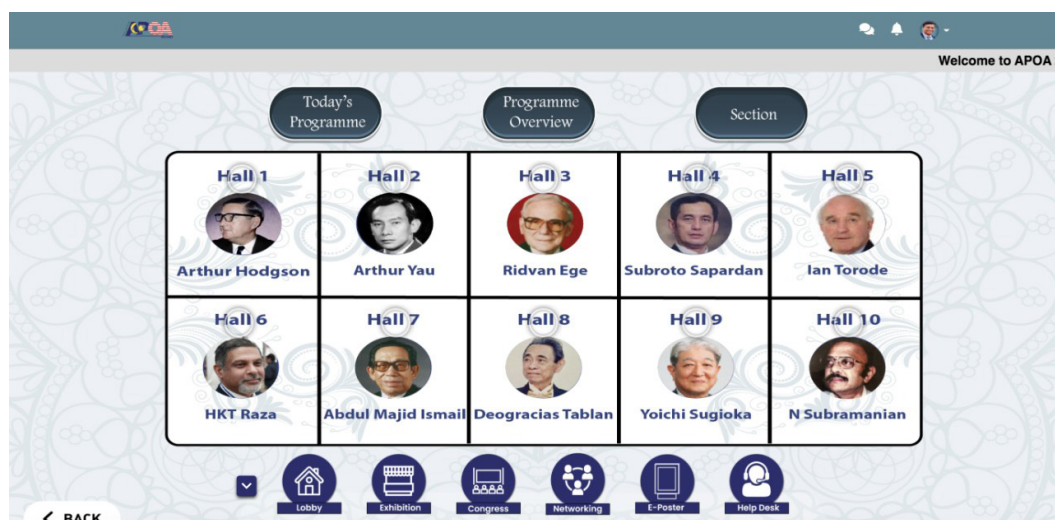 APOA
Welcome to APOA
Today's
Programme
Programme
Overview
Section
Hall 1
Hall 2
Hall 3
Hall 4
Hall 5
Arthur Hodgson
Arthur Yau
Ridvan Ege
Subroto Sapardan
Ian Torode
Hall 6
Hall 7
Hall 8
Hall 9
Hall 10
HKT Raza
Abdul Majid Ismail
Deogracias Tablan
Yoichi Sugioka
N Subramanian
Lobby
Exhibition
Congress
Networking
E-Poster
Help Desk
BACK